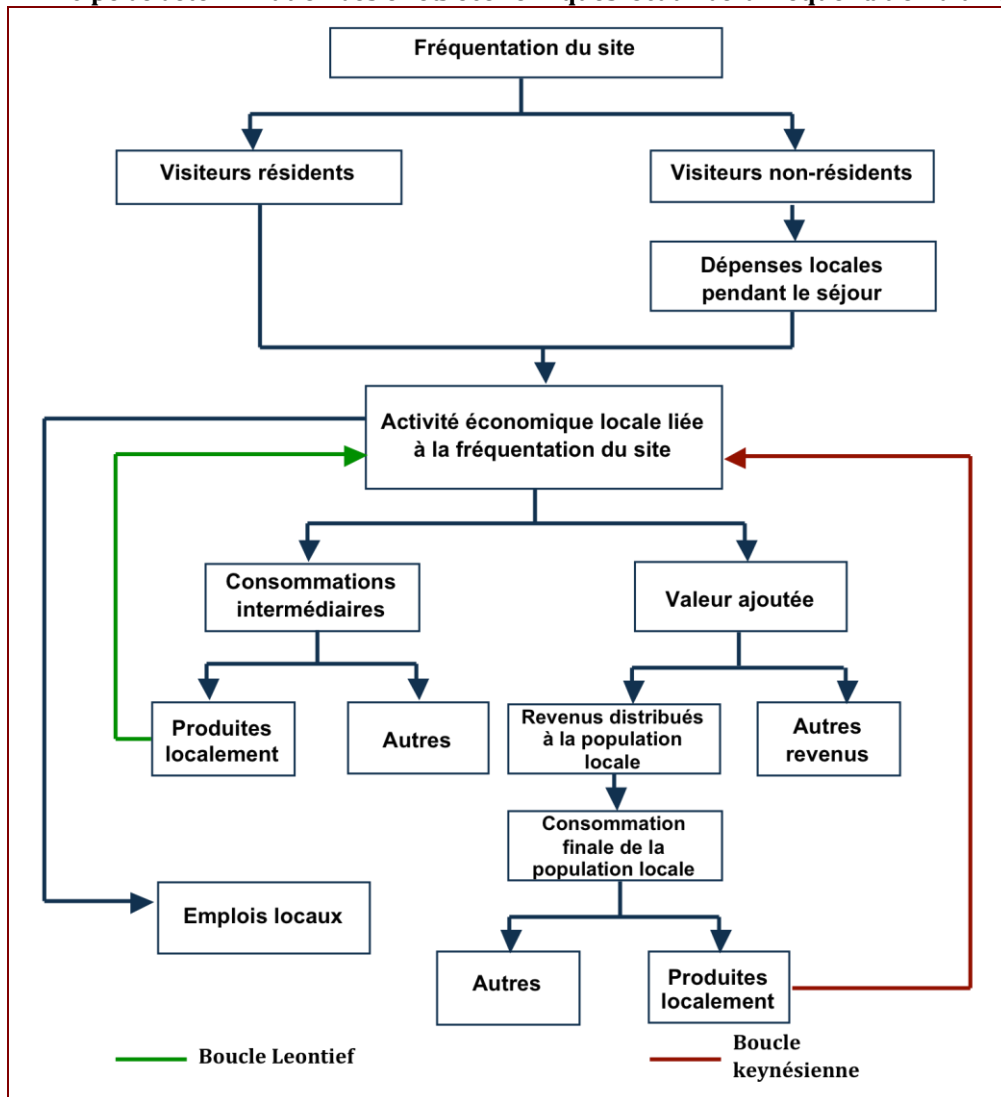 Fréquentation du site
Visiteurs résidents
Visiteurs non-résidents
Dépenses locales
pendant le séjour
Activité économique locale liée
à la fréquentation du site
Consommations
intermédiaires
Valeur ajoutée
Produites
localement
Autres
Revenus distribués
à la population
locale
Autres
revenus
Consommation
finale de la
population locale
Emplois locaux
Autres
Produites
localement
Boucle Leontief
Boucle
keynésienne